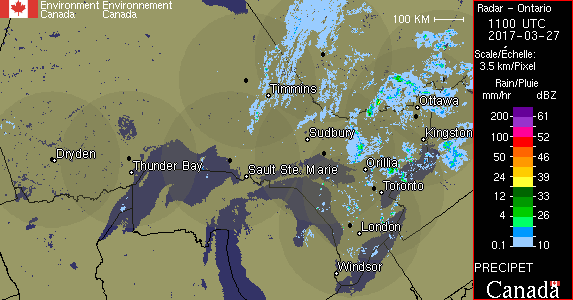 Environment Environnement
Canada Canada
100 KM
Timmins
Ottawa
Sudbury
Kingston
Dryden
Thunder Bay
Sault Ste. Marie
Orillia
Toronto
London
Windsor
Radar - Ontario
1100 UTC
2017-03-27
Scale/Échelle:
3.5 km/Pixel
Rain/Pluie
mm/hr dBZ
200 61
100 52
50 46
24 39
12 33
4 26
0.1 10
PRECIPET
Canada